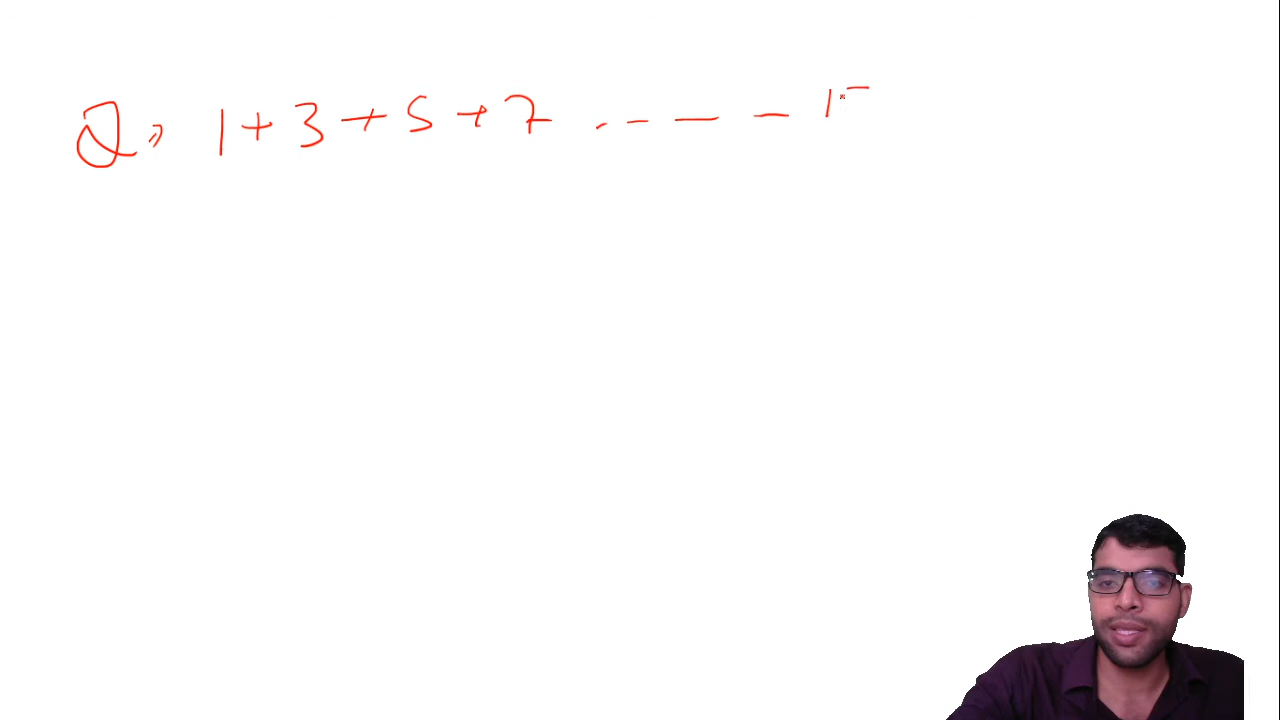 Q⇒ 1 + 3 + 5 + 7 ..--— — 1